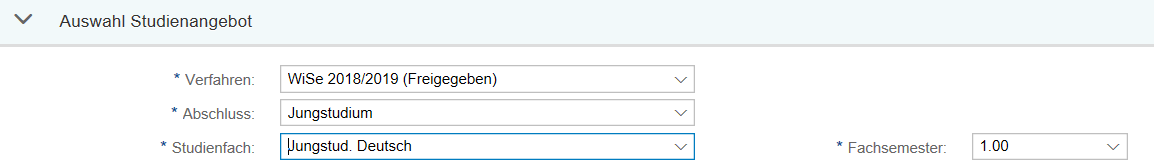 Auswahl Studienangebot
* Verfahren: WiSe 2018/2019 (Freigegeben)
* Abschluss: Jungstudium
* Studienfach: Jungstud. Deutsch * Fachsemester: 1.00